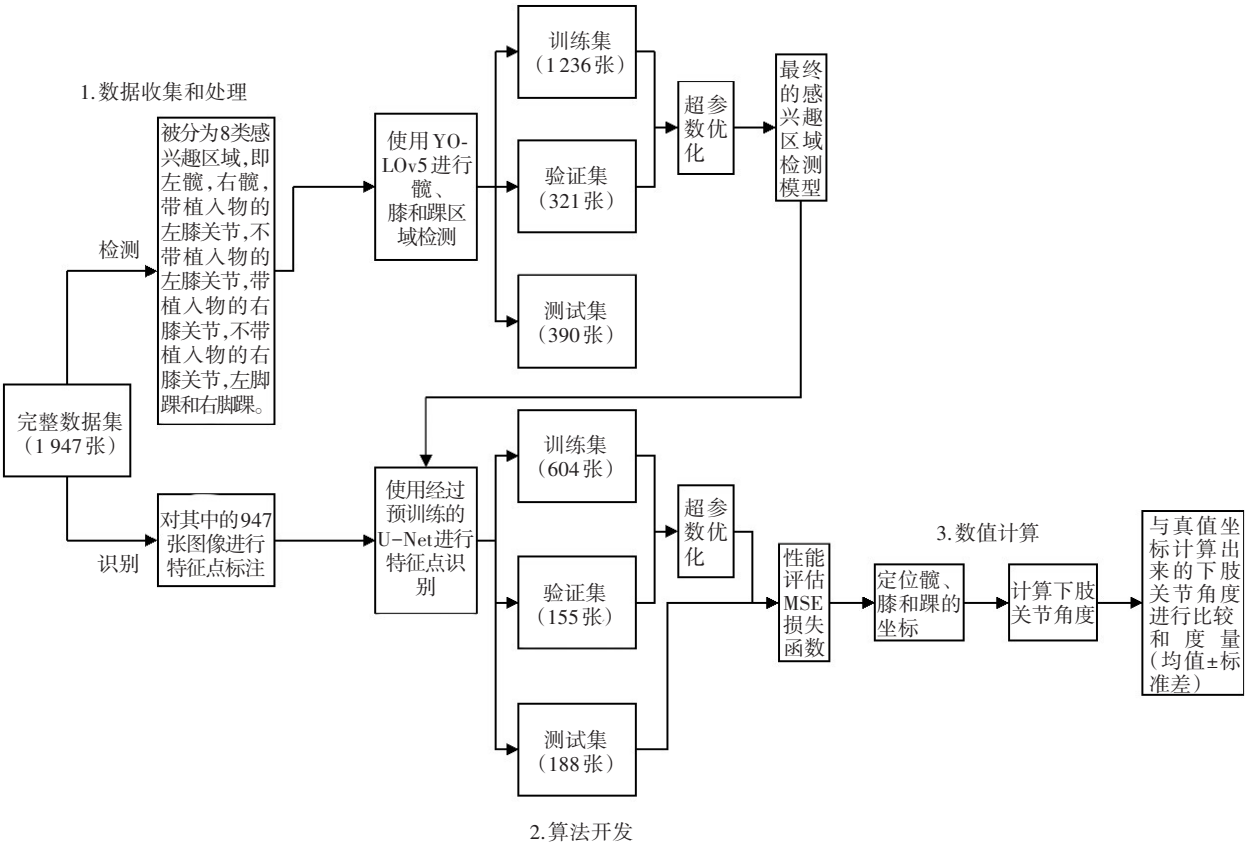 1.数据收集和处理
完整数据集
（1 947张）
检测
识别
被分为8类感
兴趣区域,即
左髋,右髋,
带植入物的
左膝关节,不
带植入物的
左膝关节,带
植入物的右
膝关节,不带
植入物的右
膝关节,左脚
踝和右脚踝。
使用 YO-
LOv5进行
髋、
膝和踝区
域检测
训练集
（1 236张）
验证集
（321张）
测试集
（390张）
超参
数优
化
最终
的感
兴趣
区域
检测
模型
对其中的947
张图像进行
特征点标注
使用经过
预训练的
U-Net进行
特征点识
别
训练集
（604张）
验证集
（155张）
测试集
（188张）
超参
数优
化
性能
评估
MSE
损失
函数
3.数值计算
定位髋、
膝和踝的
坐标
计算下肢
关节角度
与真值坐
标计算出
来的下肢
关节角度
进行比较
和度量
（均值±标
准差）
2.算法开发